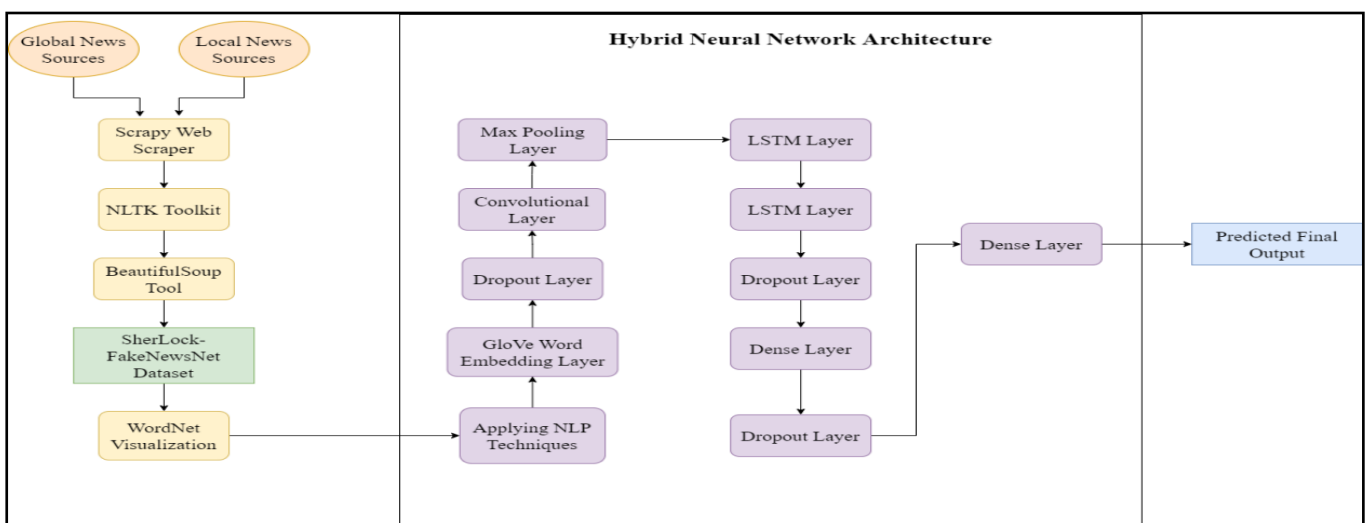 Global News
Sources
Local News
Sources
Scrapy Web
Scraper
NLTK Toolkit
BeautifulSoup
Tool
SherLock-
FakeNewsNet
Dataset
WordNet
Visualization
Hybrid Neural Network Architecture
Applying NLP
Techniques
GloVe Word
Embedding Layer
Dropout Layer
Convolutional
Layer
Max Pooling
Layer
LSTM Layer
LSTM Layer
Dropout Layer
Dense Layer
Dropout Layer
Dense Layer
Predicted Final
Output